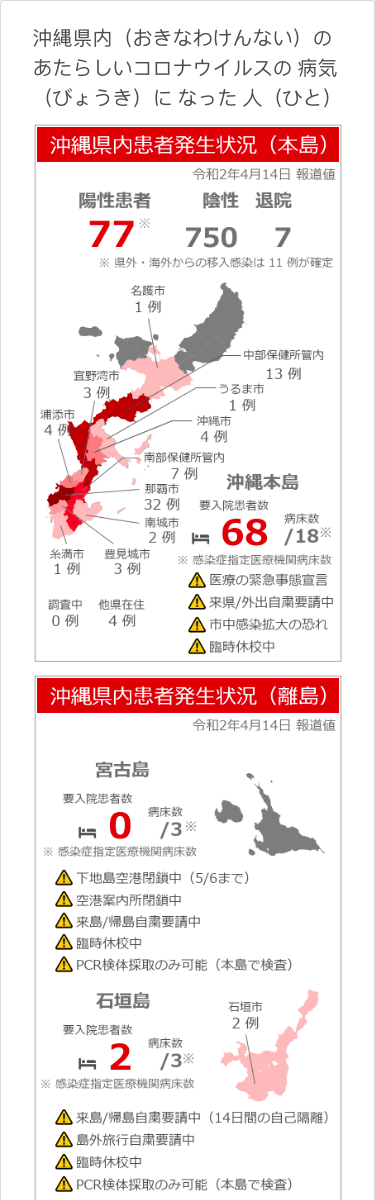 沖縄県内（おきなわけんない）の
あたらしいコロナウイルスの 病気
（びょうき）に なった 人（ひと）
沖縄県内患者発生状況（本島）
令和2年4月14日 報道値
陽性患者 陰性 退院
77※ 750 7
※ 県外・海外からの移入感染は 11 例が確定
名護市
1 例
中部保健所管内
13 例
宜野湾市
3 例
うるま市
1 例
浦添市
4 例
沖縄市
4 例
南部保健所管内
7 例
那覇市
32 例
南城市
2 例
糸満市
1 例
豊見城市
3 例
調査中
0 例
他県在住
4 例
沖縄本島
要入院患者数 病床数
68 /18※
※ 感染症指定医療機関病床数
医療の緊急事態宣言
来県/外出自粛要請中
市中感染拡大の恐れ
臨時休校中
沖縄県内患者発生状況（離島）
令和2年4月14日 報道値
宮古島
要入院患者数 病床数
0 /3※
※ 感染症指定医療機関病床数
下地島空港閉鎖中（5/6まで）
空港案内所閉鎖中
来島/帰島自粛要請中
臨時休校中
PCR検体採取のみ可能（本島で検査）
石垣島
要入院患者数 病床数
2 /3※
※ 感染症指定医療機関病床数
石垣市
2 例
来島/帰島自粛要請中（14日間の自己隔離）
島外旅行自粛要請中
臨時休校中
PCR検体採取のみ可能（本島で検査）